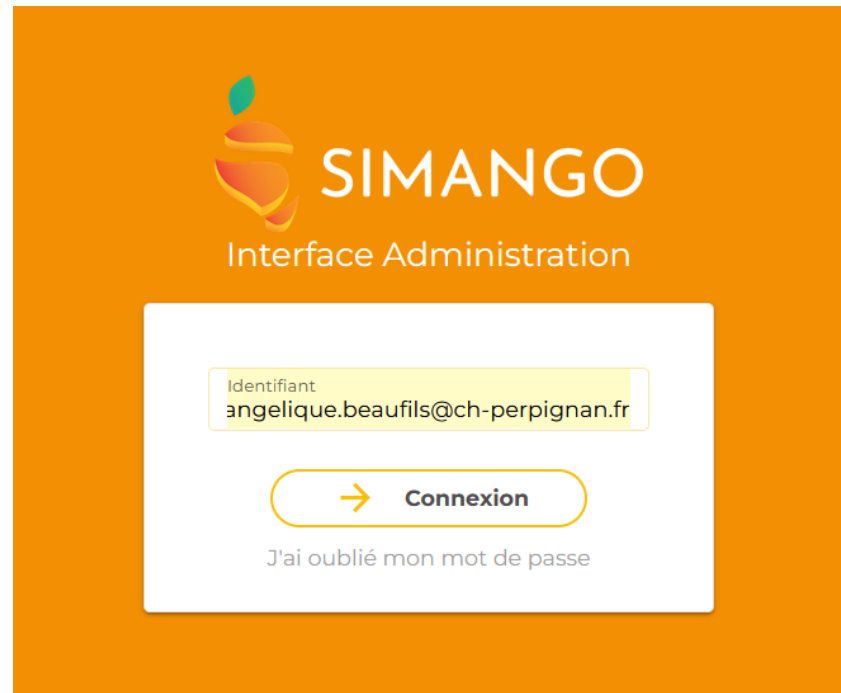 SIMANGO
Interface Administration
Identifiant
angelique.beaufils@ch-perpignan.fr
Connexion
J'ai oublié mon mot de passe